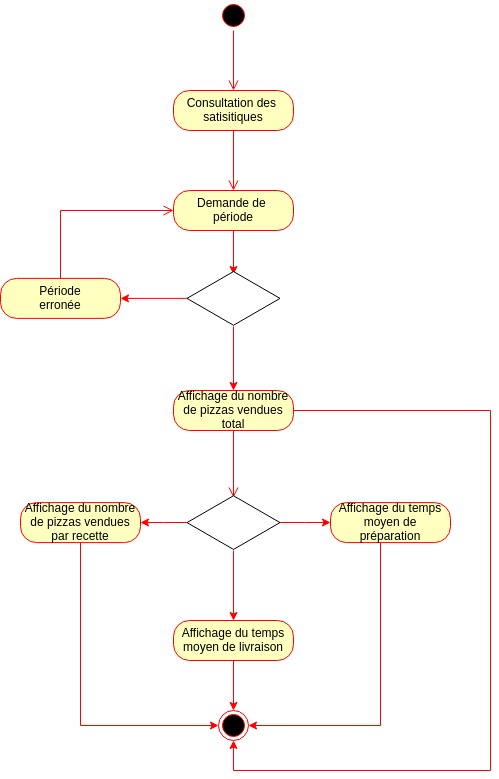 Consultation des
satisitiques
Demande de
période
Période
erronée
Affichage du nombre
de pizzas vendues
total
Affichage du nombre
de pizzas vendues
par recette
Affichage du temps
moyen de
préparation
Affichage du temps
moyen de livraison